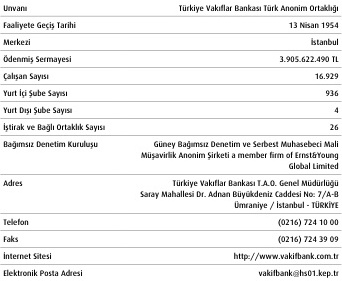 Unvanı Türkiye Vakıflar Bankası Türk Anonim Ortaklığı
Faaliyete Geçiş Tarihi 13 Nisan 1954
Merkezi İstanbul
Ödenmiş Sermayesi 3.905.622.490 TL
Çalışan Sayısı 16.929
Yurt İçi Şube Sayısı 936
Yurt Dışı Şube Sayısı 4
İştirak ve Bağlı Ortaklık Sayısı 26
Bağımsız Denetim Kuruluşu Güney Bağımsız Denetim ve Serbest Muhasebeci Mali
Müşavirlik Anonim Şirketi a member firm of Ernst&Young
Global Limited
Adres Türkiye Vakıflar Bankası T.A.O. Genel Müdürlüğü
Saray Mahallesi Dr. Adnan Büyükdeniz Caddesi No: 7/A-B
Ümraniye / İstanbul - TÜRKİYE
Telefon (0216) 724 10 00
Faks (0216) 724 39 09
İnternet Sitesi http://www.vakifbank.com.tr
Elektronik Posta Adresi vakifbank@hs01.kep.tr